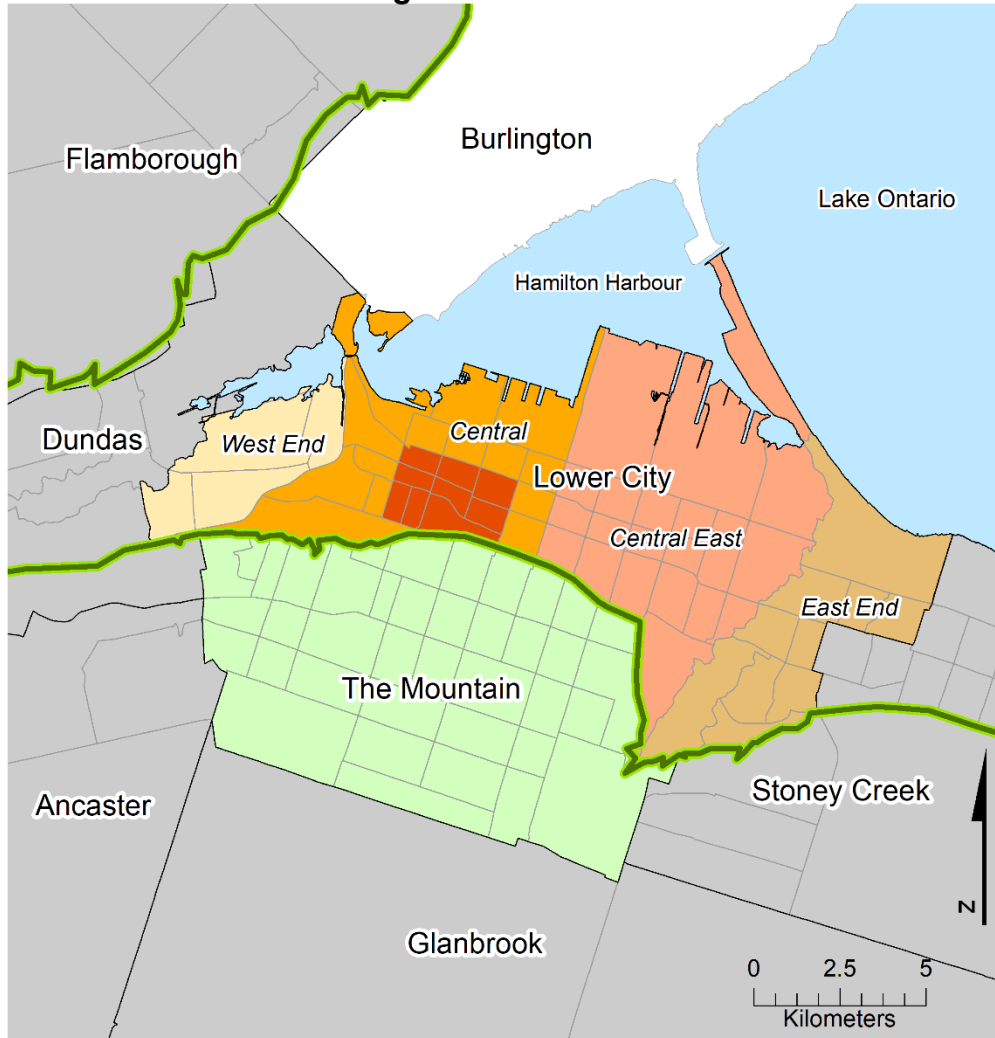 Burlington
Flamborough
Lake Ontario
Hamilton Harbour
Dundas
West End
Central
Lower City
Central East
East End
The Mountain
Ancaster
Stoney Creek
Glanbrook
N
0 2.5 5
Kilometers